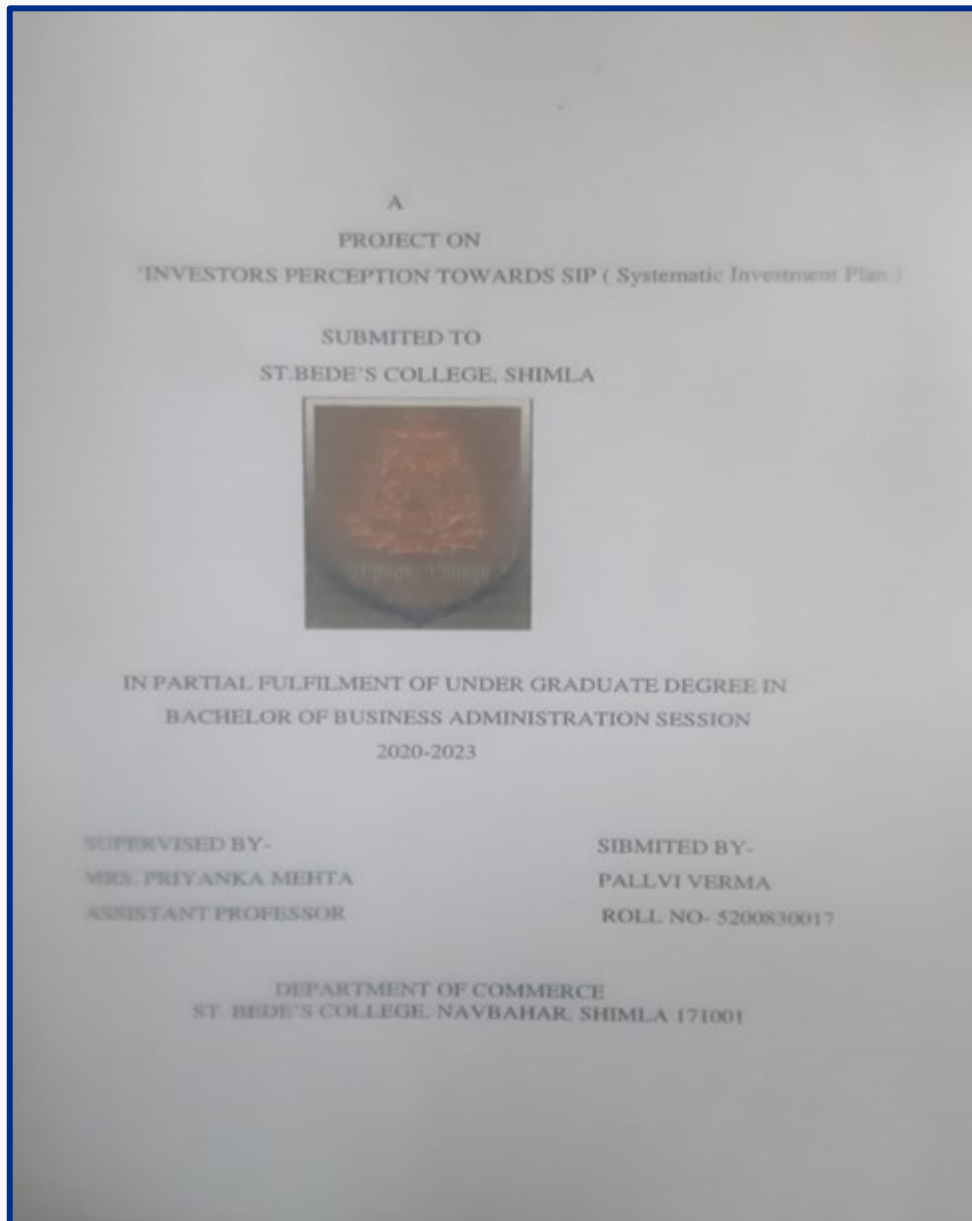 A
PROJECT ON
'INVESTORS PERCEPTION TOWARDS SIP ( Systematic Investment Plan )
SUBMITED TO
ST.BEDE'S COLLEGE, SHIMLA
College
IN PARTIAL FULFILMENT OF UNDER GRADUATE DEGREE IN
BACHELOR OF BUSINESS ADMINISTRATION SESSION
2020-2023
SUPERVISED BY-
MRS. PRIYANKA MEHTA
ASSISTANT PROFESSOR
SIBMITED BY-
PALLVI VERMA
ROLL NO- 5200830017
DEPARTMENT OF COMMERCE
ST. BEDE'S COLLEGE, NAVBAHAR, SHIMLA 171001